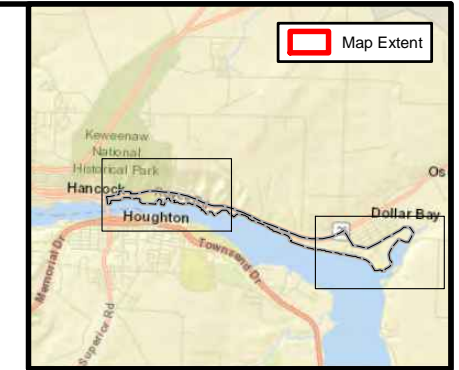 Map Extent
Keweenaw
National
Historical Park
Os
Hancock
Dollar Bay
Houghton
Townsend Dr
Memorial Dr
Superior Rd